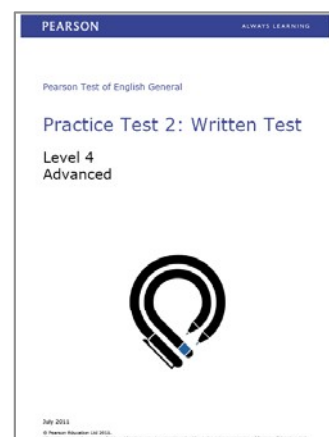 PEARSON
ALWAYS LEARNING
Pearson Test of English General
Practice Test 2: Written Test
Level 4
Advanced
July 2011
© Pearson Education Ltd 2011.